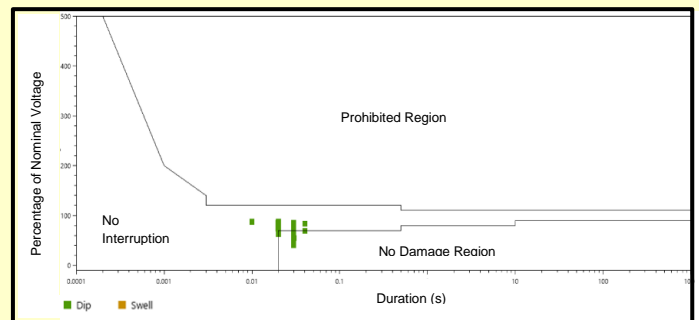 Percentage of Nominal Voltage
500
400
300
200
100
0
Prohibited Region
No
Interruption
No Damage Region
0.0001
0.001
0.01
0.1
1
10
100
Duration (s)
Dip
Swell